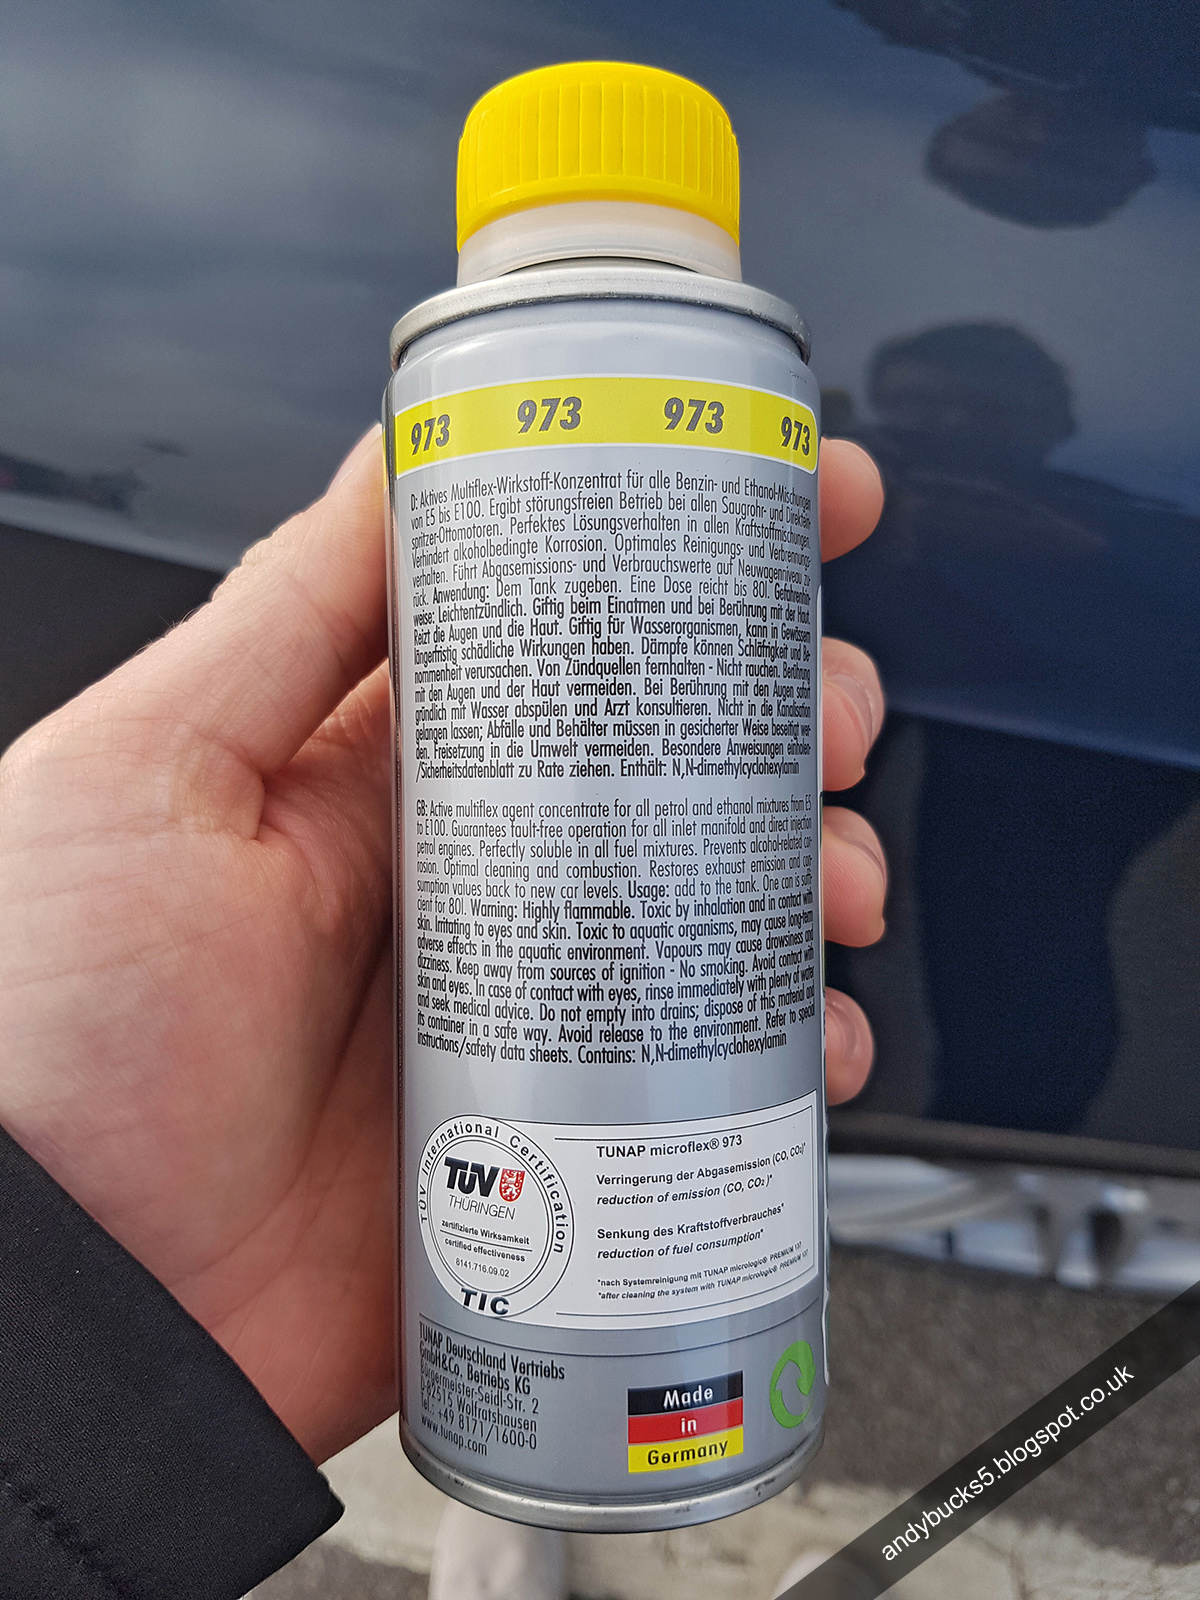 973 973 973 973
D: Aktives Multiflex-Wirkstoff-Konzentrat für alle Benzin- und Ethanol-Mischungen
von E5 bis E100. Ergibt störungsfreien Betrieb bei allen Saugrohr- und Direktein-
spritzer-Ottomotoren. Perfektes Lösungsverhalten in allen Kraftstoffmischungen.
Verhindert alkoholbedingte Korrosion. Optimales Reinigungs- und Verbrennungs-
verhalten. Führt Abgasemissions- und Verbrauchswerte auf Neuwagenniveau zu-
rück. Anwendung: Dem Tank zugeben. Eine Dose reicht bis 80l. Gefahrenhin-
weise: Leichtentzündlich. Giftig beim Einatmen und bei Berührung mit der Haut.
Reizt die Augen und die Haut. Giftig für Wasserorganismen, kann in Gewässern
längerfristig schädliche Wirkungen haben. Dämpfe können Schläfrigkeit und Be-
nommenheit verursachen. Von Zündquellen fernhalten - Nicht rauchen. Berührung
mit den Augen und der Haut vermeiden. Bei Berührung mit den Augen sofort
gründlich mit Wasser abspülen und Arzt konsultieren. Nicht in die Kanalisation
gelangen lassen; Abfälle und Behälter müssen in gesicherter Weise beseitigt wer-
den. Freisetzung in die Umwelt vermeiden. Besondere Anweisungen einholen
/Sicherheitsdatenblatt zu Rate ziehen. Enthält: N,N-dimethylcyclohexylamin
GB: Active multiflex agent concentrate for all petrol and ethanol mixtures from E5
to E100. Guarantees fault-free operation for all inlet manifold and direct injection
petrol engines. Perfectly soluble in all fuel mixtures. Prevents alcohol-related cor-
rosion. Optimal cleaning and combustion. Restores exhaust emission and con-
sumption values back to new car levels. Usage: add to the tank. One can is suffi-
cient for 80l. Warning: Highly flammable. Toxic by inhalation and in contact with
skin. Irritating to eyes and skin. Toxic to aquatic organisms, may cause long-term
adverse effects in the aquatic environment. Vapours may cause drowsiness and
dizziness. Keep away from sources of ignition - No smoking. Avoid contact with
skin and eyes. In case of contact with eyes, rinse immediately with plenty of water
and seek medical advice. Do not empty into drains; dispose of this material and
its container in a safe way. Avoid release to the environment. Refer to special
instructions/safety data sheets. Contains: N,N-dimethylcyclohexylamin
TÜV International Certification
TÜV
THÜRINGEN
zertifizierte Wirksamkeit
certified effectiveness
6141.716.09.02
TIC
TUNAP microflex® 973
Verringerung der Abgasemission (CO, CO₂)*
reduction of emission (CO, CO₂ )*
Senkung des Kraftstoffverbrauches*
reduction of fuel consumption*
*nach Systemreinigung mit TUNAP micrologic® PREMIUM 137
*after cleaning the system with TUNAP micrologic® PREMIUM 137
TUNAP Deutschland Vertriebs
GmbH&Co. Betriebs KG
Bürgermeister-Seidl-Str. 2
D-82515 Wolfratshausen
Tel.: +49 8171/1600-0
www.tunap.com
Made
in
Germany
andybucks5.blogspot.co.uk